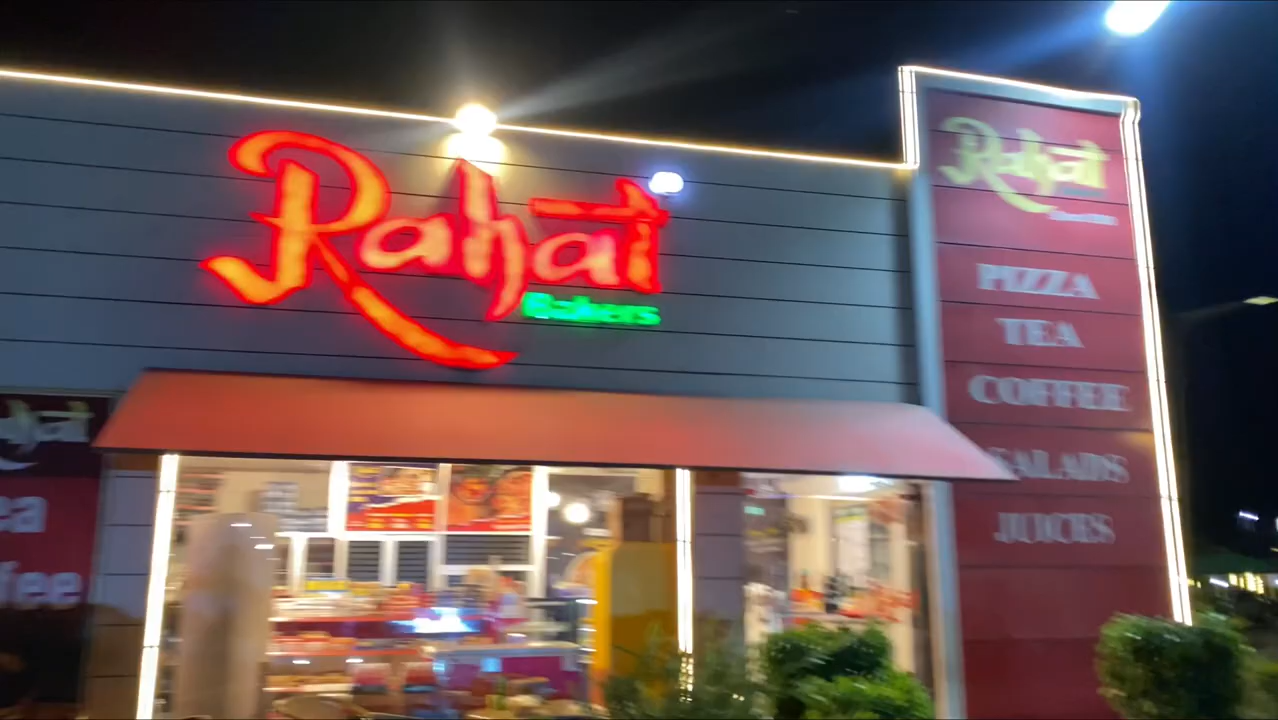 Rahat
Bakers
Rahat
PIZZA
TEA
COFFEE
SALADS
JUICES